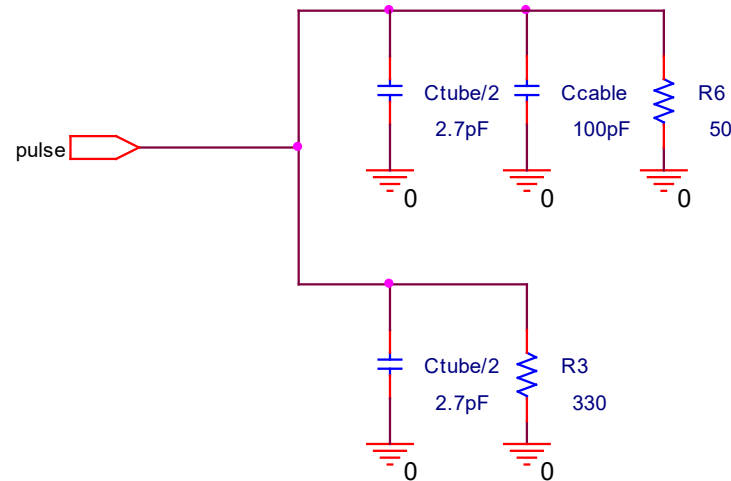 Ctube/2 Ccable R6
2.7pF 100pF 50
pulse
0 0 0
Ctube/2 R3
2.7pF 330
0 0